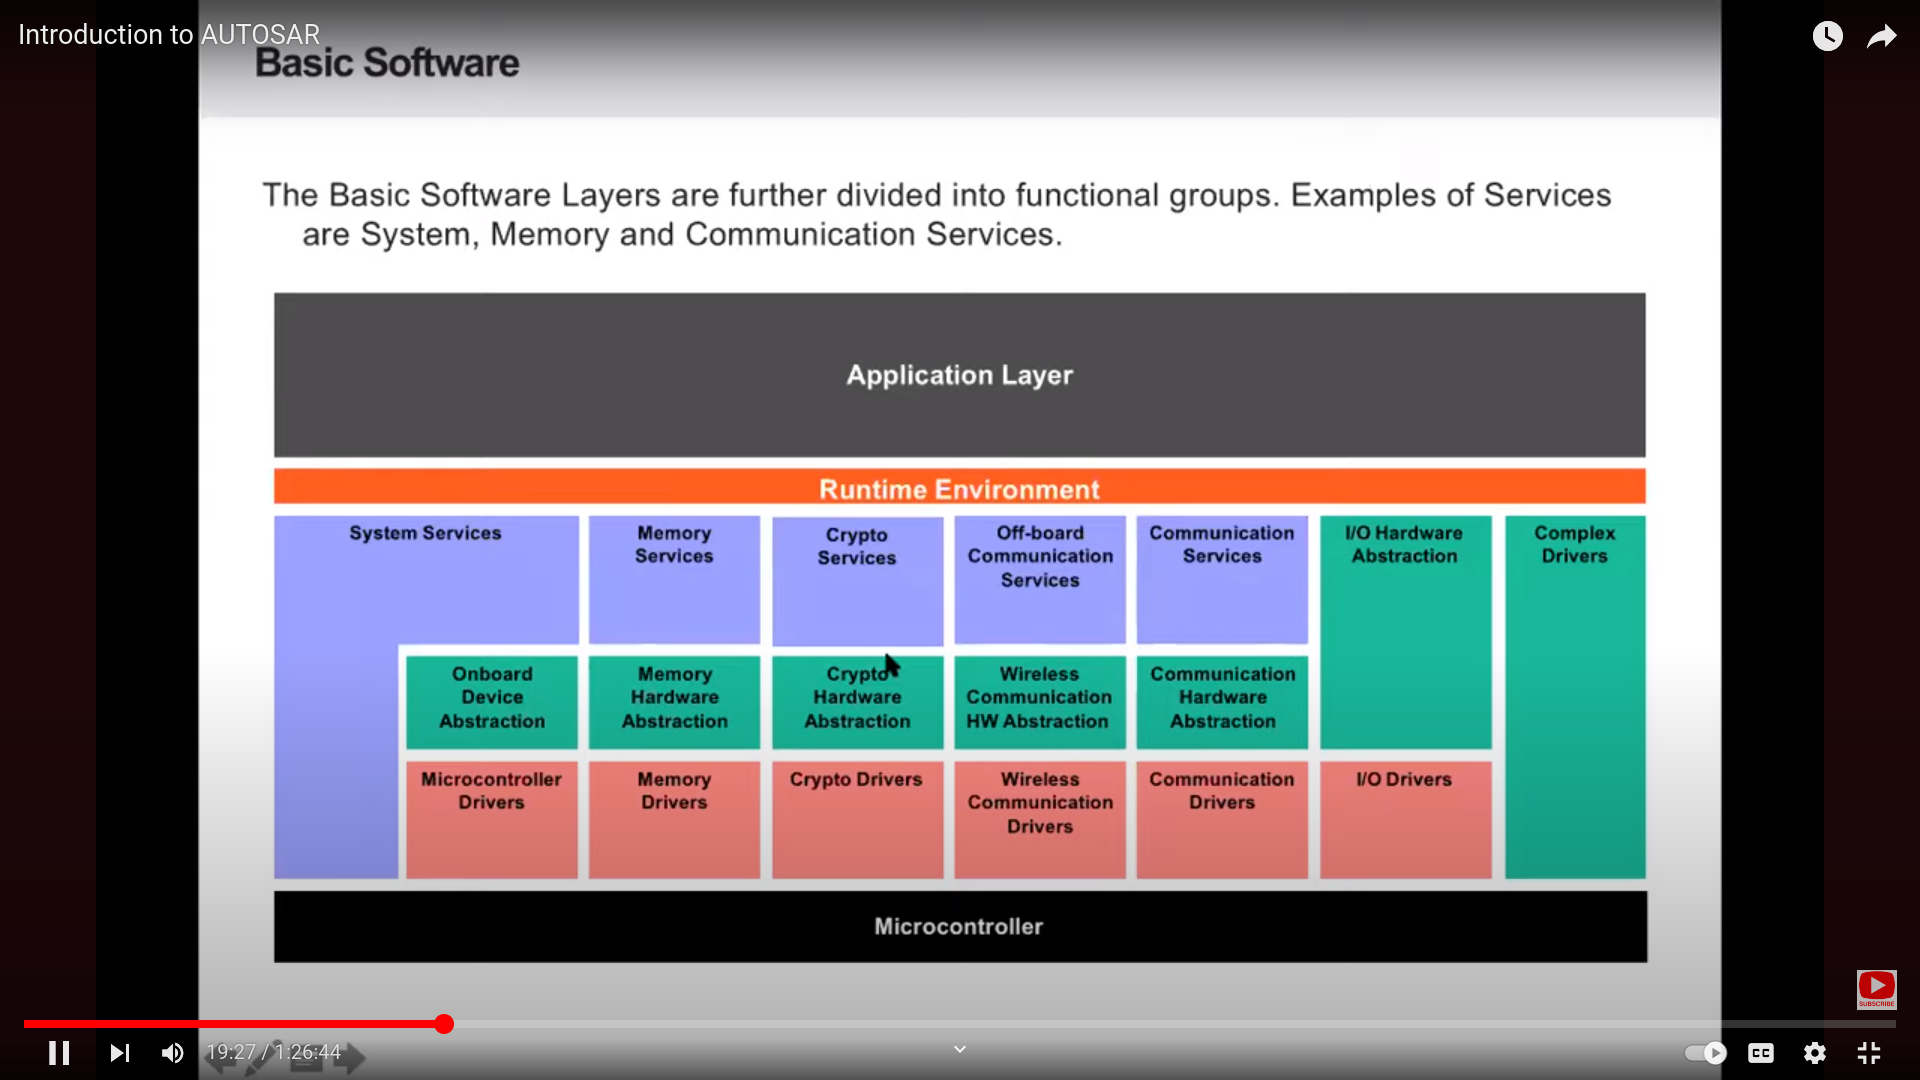 Introduction to AUTOSAR
Basic Software
The Basic Software Layers are further divided into functional groups. Examples of Services
are System, Memory and Communication Services.
Application Layer
Runtime Environment
System Services
Memory
Services
Crypto
Services
Off-board
Communication
Services
Communication
Services
I/O Hardware
Abstraction
Complex
Drivers
Onboard
Device
Abstraction
Memory
Hardware
Abstraction
Crypto
Hardware
Abstraction
Wireless
Communication
HW Abstraction
Communication
Hardware
Abstraction
Microcontroller
Drivers
Memory
Drivers
Crypto Drivers
Wireless
Communication
Drivers
Communication
Drivers
I/O Drivers
Microcontroller
SUBSCRIBE
19:27 / 1:26:44
CC